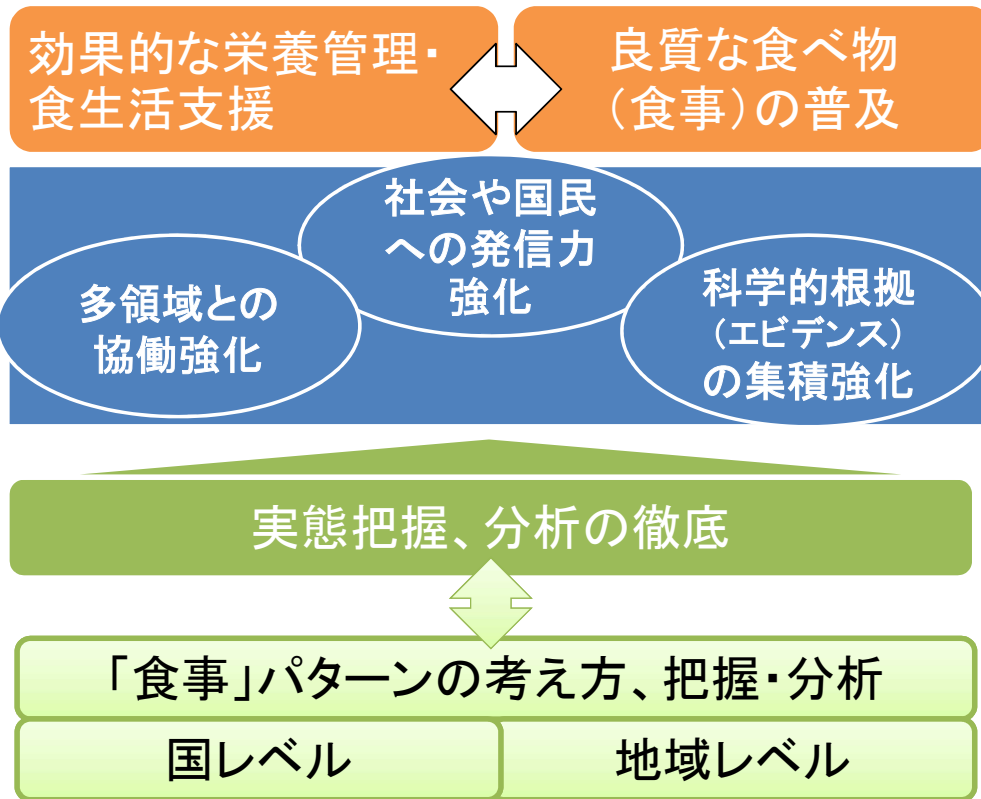 効果的な栄養管理・
食生活支援
良質な食べ物
（食事）の普及
社会や国民
への発信力
強化
多領域との
協働強化
科学的根拠
（エビデンス）
の集積強化
実態把握、分析の徹底
「食事」パターンの考え方、把握・分析
国レベル
地域レベル